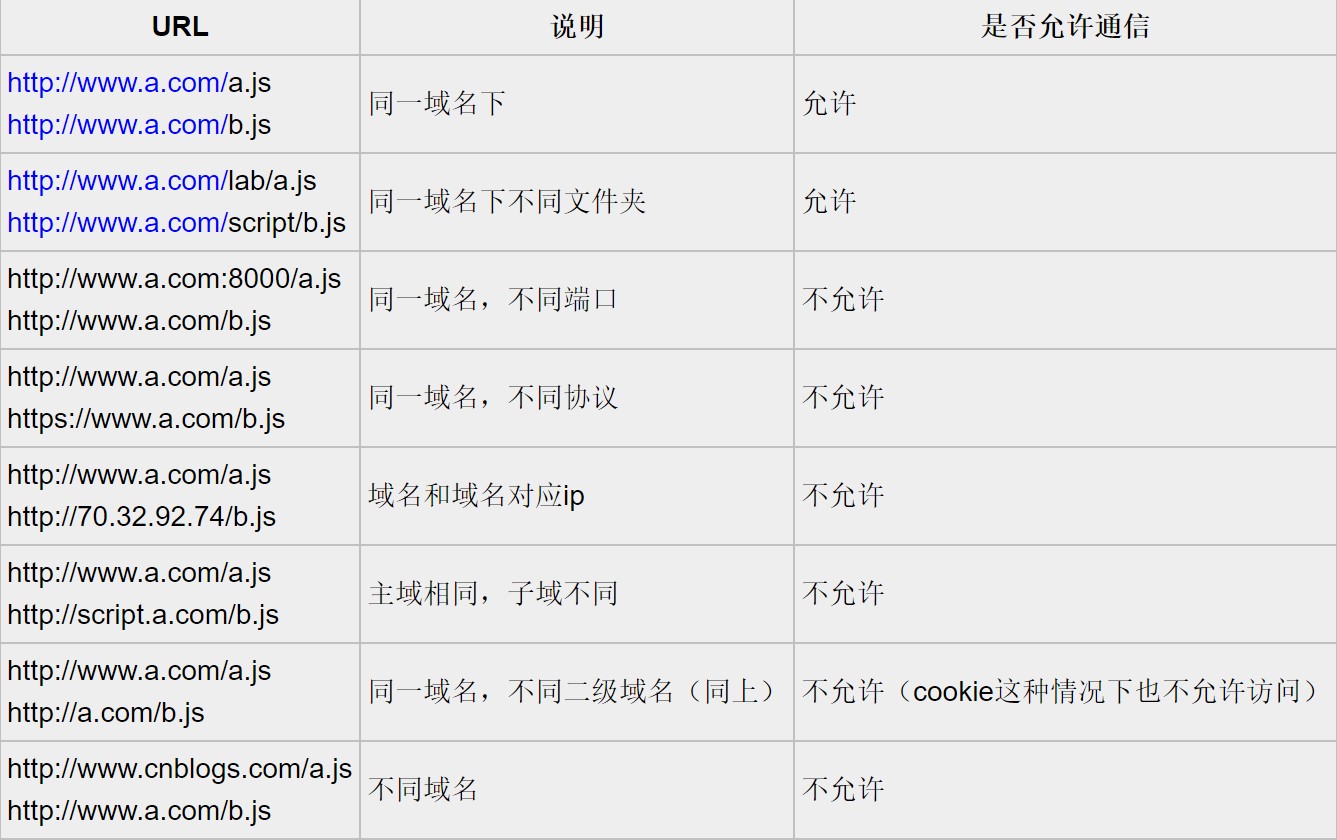 URL 说明 是否允许通信
http://www.a.com/a.js
http://www.a.com/b.js
同一域名下
允许
http://www.a.com/lab/a.js
http://www.a.com/script/b.js
同一域名下不同文件夹
允许
http://www.a.com:8000/a.js
http://www.a.com/b.js
同一域名，不同端口
不允许
http://www.a.com/a.js
https://www.a.com/b.js
同一域名，不同协议
不允许
http://www.a.com/a.js
http://70.32.92.74/b.js
域名和域名对应ip
不允许
http://www.a.com/a.js
http://script.a.com/b.js
主域相同，子域不同
不允许
http://www.a.com/a.js
http://a.com/b.js
同一域名，不同二级域名（同上）
不允许（cookie这种情况下也不允许访问）
http://www.cnblogs.com/a.js
http://www.a.com/b.js
不同域名
不允许